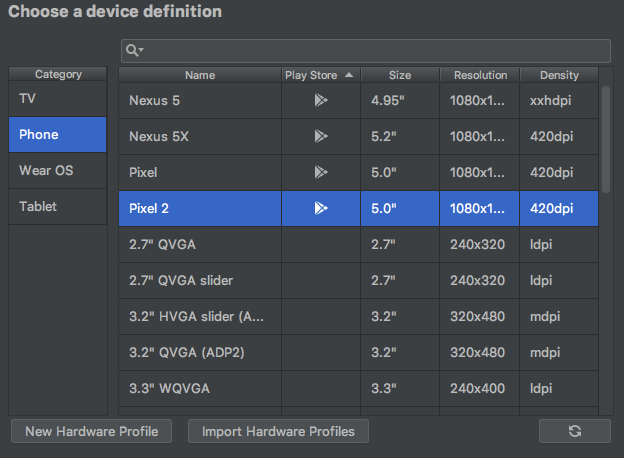 Choose a device definition
Category
Name Play Store Size Resolution Density
TV
Nexus 5 4.95" 1080x1... xxhdpi
Phone
Nexus 5X 5.2" 1080x1... 420dpi
Wear OS
Pixel 5.0" 1080x1... 420dpi
Tablet
Pixel 2 5.0" 1080x1... 420dpi
2.7" QVGA 2.7" 240x320 ldpi
2.7" QVGA slider 2.7" 240x320 ldpi
3.2" HVGA slider (A... 3.2" 320x480 mdpi
3.2" QVGA (ADP2) 3.2" 320x480 mdpi
3.3" WQVGA 3.3" 240x400 ldpi
New Hardware Profile Import Hardware Profiles